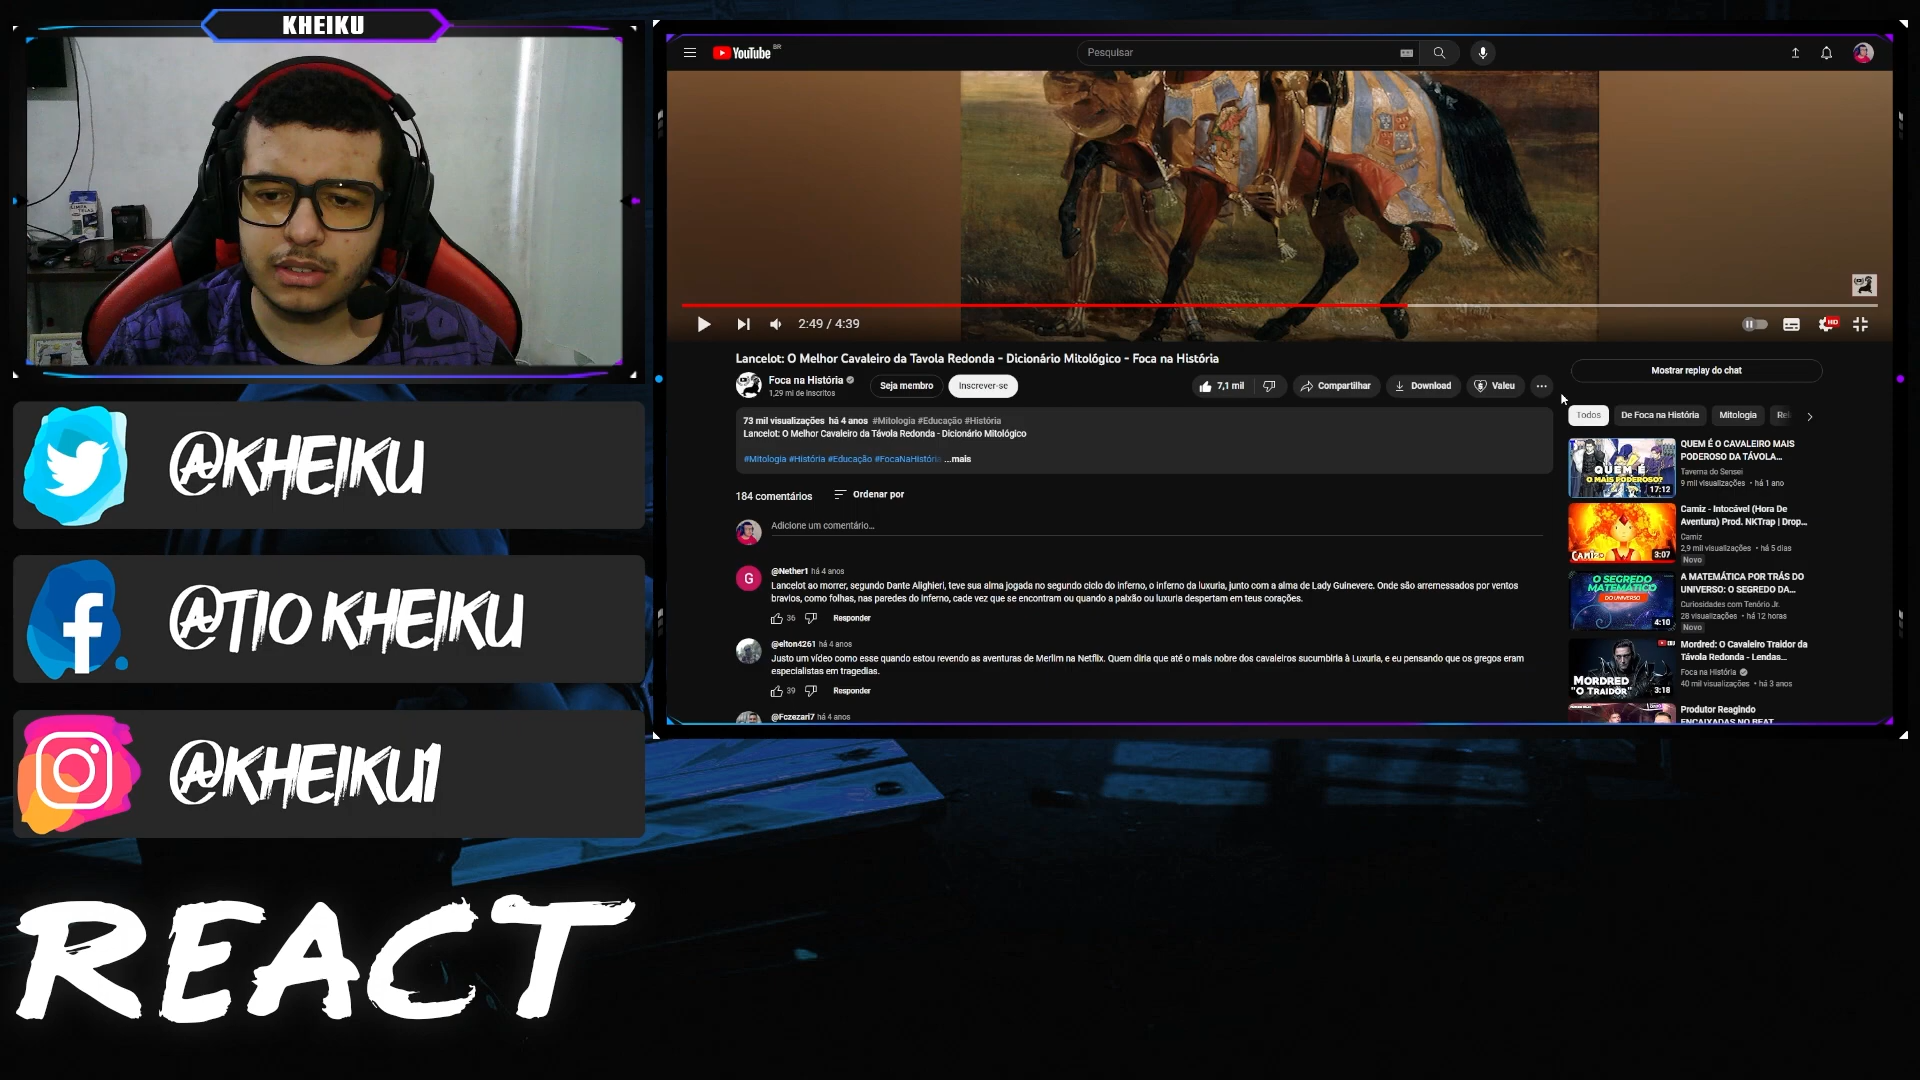 KHEIKU
@KHEIKU
@TIO KHEIKU
@KHEIKU1
REACT
YouTube BR
Pesquisar
2:49 / 4:39
HD
Lancelot: O Melhor Cavaleiro da Tavola Redonda - Dicionário Mitológico - Foca na História
Foca na História
1,29 mi de inscritos
Seja membro
Inscrever-se
7,1 mil
Compartilhar
Download
Valeu
73 mil visualizações há 4 anos #Mitologia #Educação #História
Lancelot: O Melhor Cavaleiro da Távola Redonda - Dicionário Mitológico
#Mitologia #História #Educação #FocaNaHistória ...mais
184 comentários
Ordenar por
Adicione um comentário...
G
@Nether1 há 4 anos
Lancelot ao morrer, segundo Dante Alighieri, teve sua alma jogada no segundo ciclo do inferno, o inferno da luxuria, junto com a alma de Lady Guinevere. Onde são arremessados por ventos
bravios, como folhas, nas paredes do inferno, cade vez que se encontram ou quando a paixão ou luxuria despertam em teus corações.
36
Responder
@elton4261 há 4 anos
Justo um vídeo como esse quando estou revendo as aventuras de Merlim na Netflix. Quem diria que até o mais nobre dos cavaleiros sucumbiria à Luxuria, e eu pensando que os gregos eram
especialistas em tragedias.
39
Responder
@Fczezari7 há 4 anos
Mostrar replay do chat
Todos
De Foca na História
Mitologia
QUEM É
O MAIS PODEROSO?
17:12
QUEM É O CAVALEIRO MAIS
PODEROSO DA TÁVOLA...
Taverna do Sensei
9 mil visualizações • há 1 ano
CAMIZ
3:07
Camiz - Intocável (Hora De
Aventura) Prod. NKTrap | Drop...
Camiz
2,9 mil visualizações • há 5 dias
Novo
O SEGREDO
MATEMÁTICO
DO UNIVERSO
4:10
A MATEMÁTICA POR TRÁS DO
UNIVERSO: O SEGREDO DA...
Curiosidades com Tenório Jr.
28 visualizações • há 12 horas
Novo
MORDRED
"O TRAIDOR"
3:18
Mordred: O Cavaleiro Traidor da
Távola Redonda - Lendas...
Foca na História
40 mil visualizações • há 3 anos
Produtor Reagindo
ENCAIXADAS NO BEAT